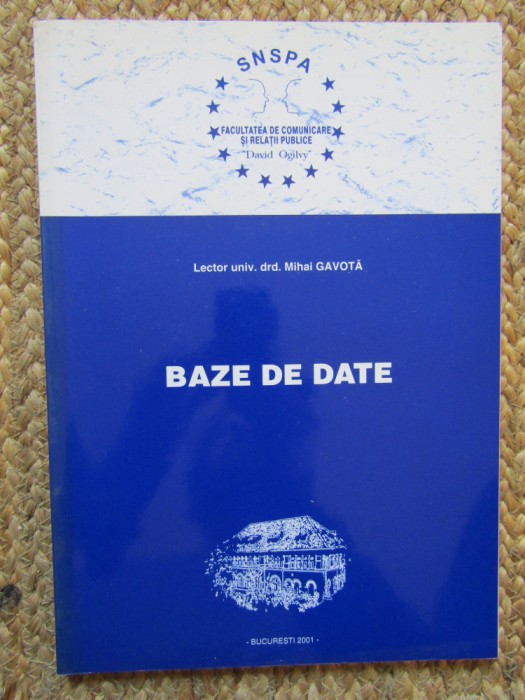 SNSPA
FACULTATEA DE COMUNICARE
ŞI RELAŢII PUBLICE
"David Ogilvy"
Lector univ. drd. Mihai GAVOTĂ
BAZE DE DATE
- BUCUREŞTI 2001 -